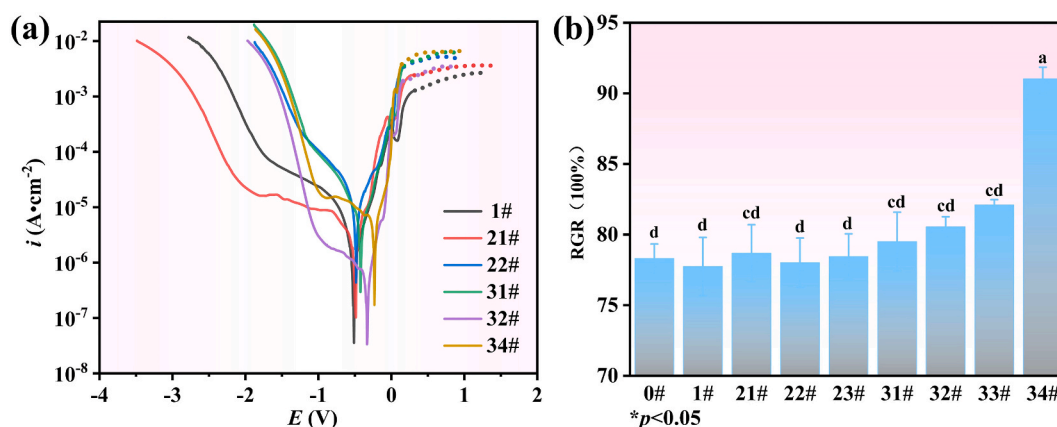 (a)
i (A•cm⁻²)
10⁻²
10⁻³
10⁻⁴
10⁻⁵
10⁻⁶
10⁻⁷
10⁻⁸
1#
21#
22#
31#
32#
34#
-4 -3 -2 -1 0 1 2
E (V)
(b)
RGR（100%）
95
90
85
80
75
70
d d cd d d cd cd cd a
0# 1# 21# 22# 23# 31# 32# 33# 34#
*p<0.05